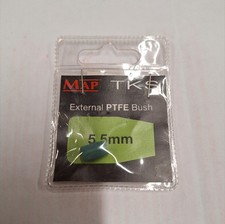 MAP TKS
External PTFE Bush
5.5mm